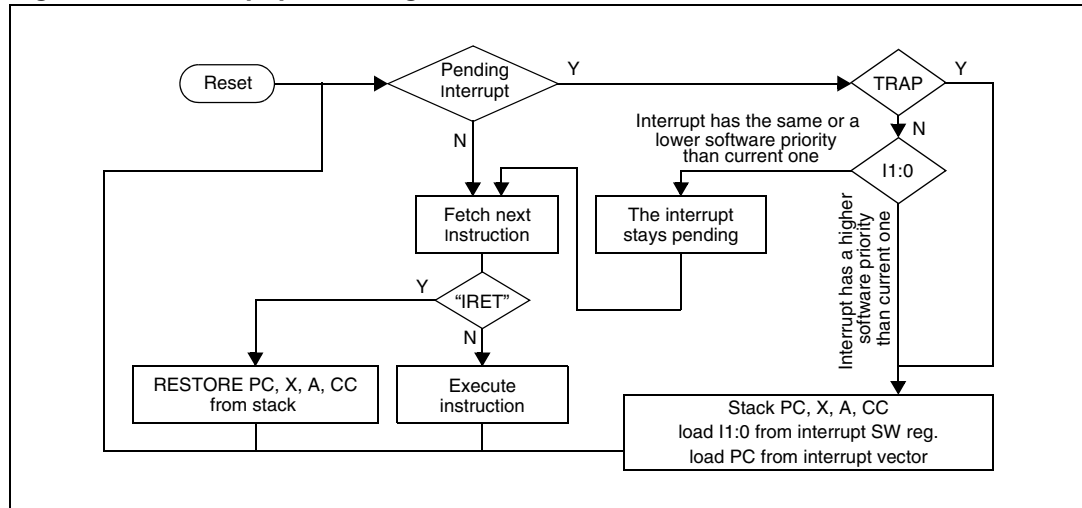 Reset
Pending
Interrupt
Y
TRAP
Y
N
N
Interrupt has the same or a
lower software priority
than current one
I1:0
Fetch next
Instruction
The interrupt
stays pending
Interrupt has a higher
software priority
than current one
Y
“IRET”
N
RESTORE PC, X, A, CC
from stack
Execute
instruction
Stack PC, X, A, CC
load I1:0 from interrupt SW reg.
load PC from interrupt vector